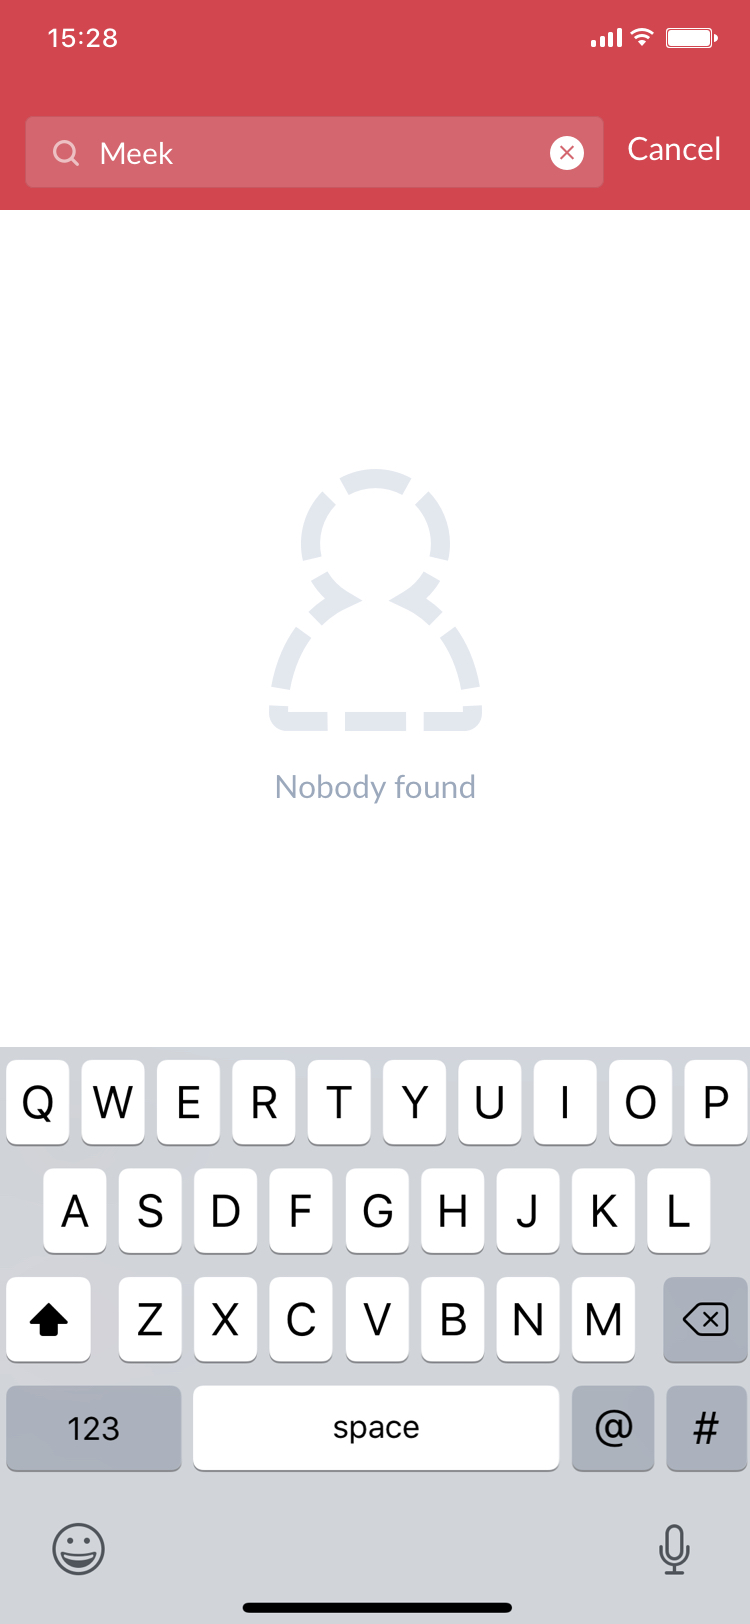 15:28
Meek
Cancel
Nobody found
Q W E R T Y U I O P
A S D F G H J K L
Z X C V B N M
123 space @ #